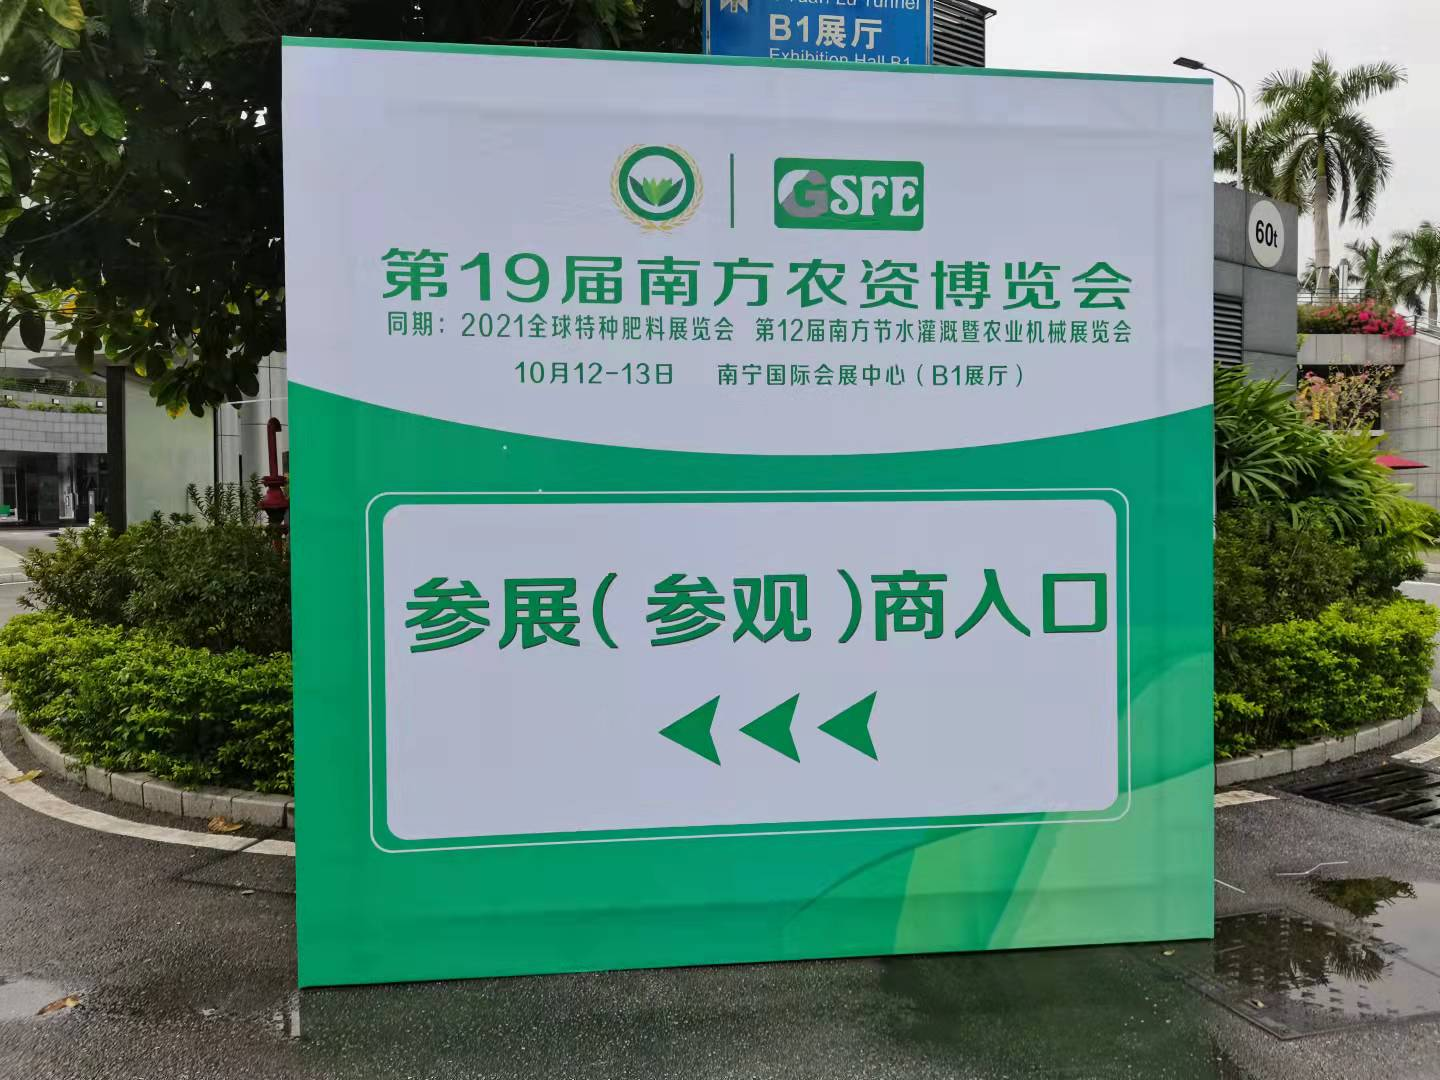 B1展厅
Exhibition Hall B1
GSFE
第19届南方农资博览会
同期：2021全球特种肥料展览会 第12届南方节水灌溉暨农业机械展览会
10月12-13日 南宁国际会展中心（B1展厅）
60t
参展（参观）商入口